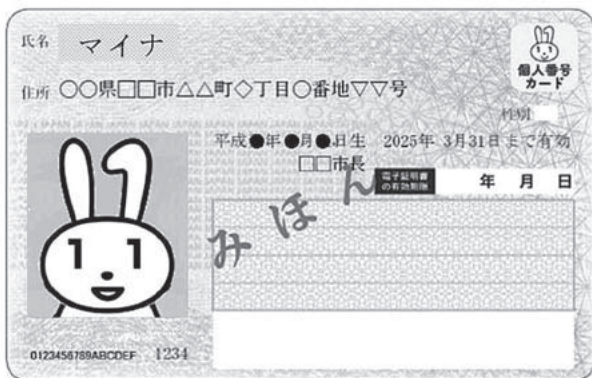 氏名 マイナ
個人番号
カード
住所 ○○県□□市△△町◇丁目○番地▽▽号
性別
平成●年●月●日生 2025年 3月31日まで有効
□□市長
電子証明書
の有効期限
年 月 日
みほん
0123456789ABCDEF 1234